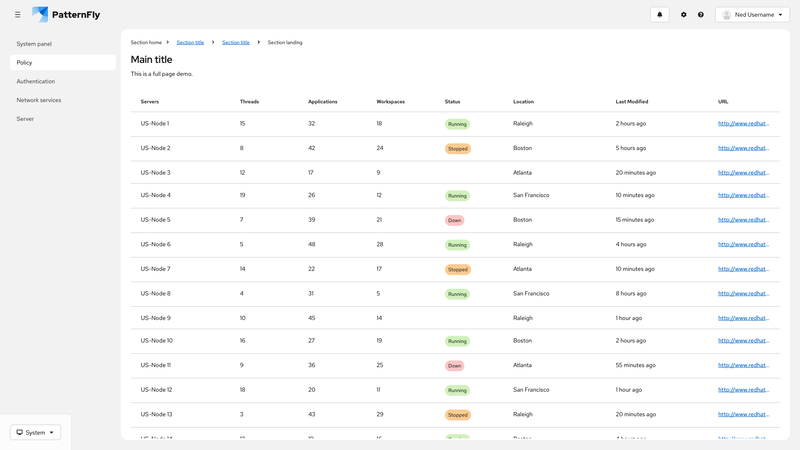 PatternFly
Ned Username
System panel
Policy
Authentication
Network services
Server
System
Section home Section title Section title Section landing
Main title
This is a full page demo.
Servers Threads Applications Workspaces Status Location Last Modified URL
US-Node 1 15 32 18 Running Raleigh 2 hours ago http://www.redhat...
US-Node 2 8 42 24 Stopped Boston 5 hours ago http://www.redhat...
US-Node 3 12 17 9 Atlanta 20 minutes ago http://www.redhat...
US-Node 4 19 26 12 Running San Francisco 10 minutes ago http://www.redhat...
US-Node 5 7 39 21 Down Boston 15 minutes ago http://www.redhat...
US-Node 6 5 48 28 Running Raleigh 4 hours ago http://www.redhat...
US-Node 7 14 22 17 Stopped Atlanta 10 minutes ago http://www.redhat...
US-Node 8 4 31 5 Running San Francisco 8 hours ago http://www.redhat...
US-Node 9 10 45 14 Raleigh 1 hour ago http://www.redhat...
US-Node 10 16 27 19 Running Boston 2 hours ago http://www.redhat...
US-Node 11 9 36 25 Down Atlanta 55 minutes ago http://www.redhat...
US-Node 12 18 20 11 Running San Francisco 1 hour ago http://www.redhat...
US-Node 13 3 43 29 Stopped Raleigh 20 minutes ago http://www.redhat...